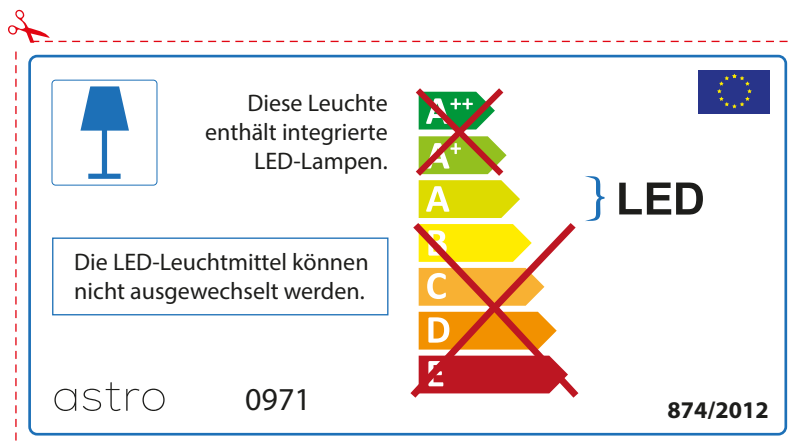 Diese Leuchte
enthält integrierte
LED-Lampen.
Die LED-Leuchtmittel können
nicht ausgewechselt werden.
A++
A+
A
B
C
D
E
LED
astro
0971
874/2012